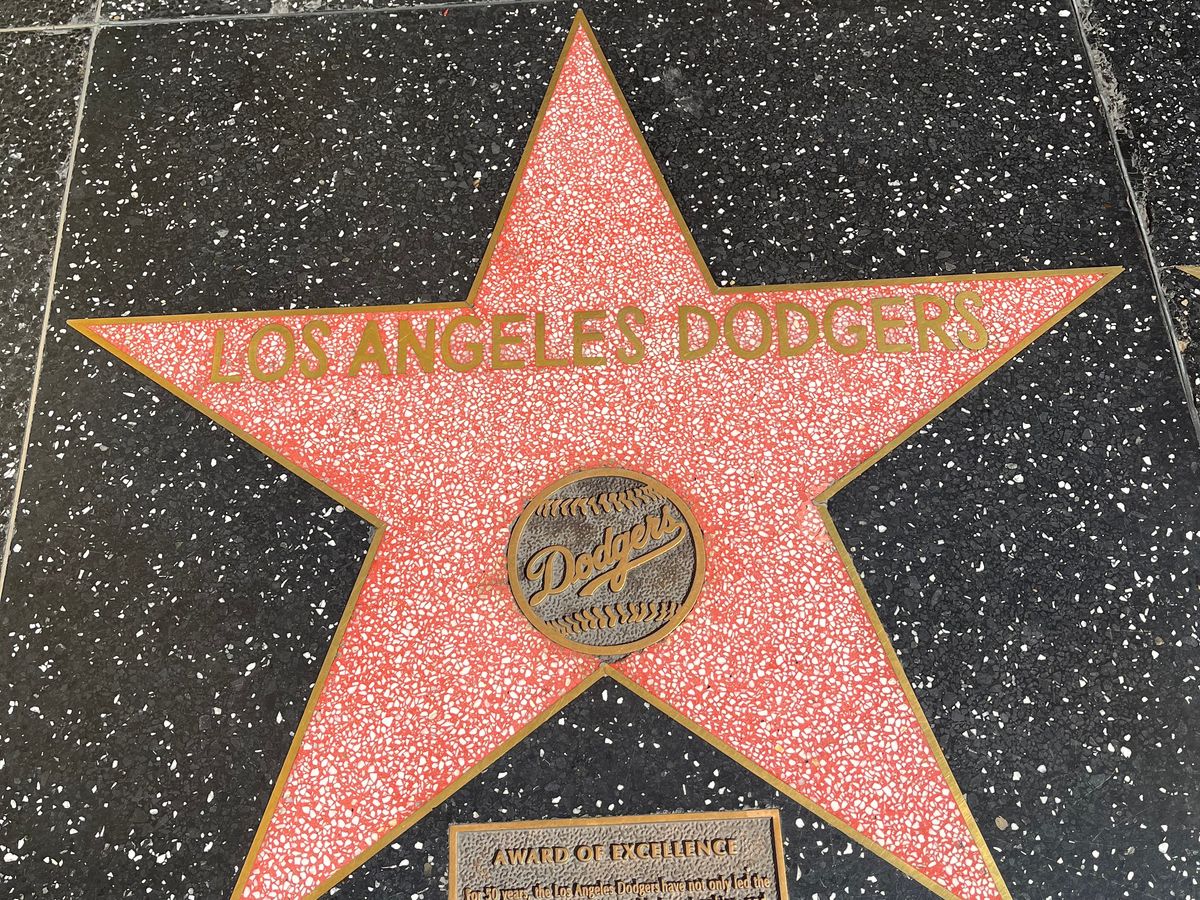 LOS ANGELES DODGERS
Dodgers
AWARD OF EXCELLENCE
For 50 years, the Los Angeles Dodgers have not only led the